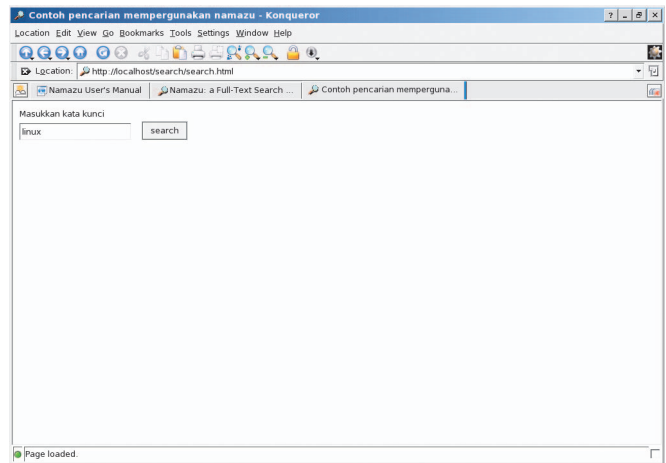 Contoh pencarian mempergunakan namazu - Konqueror
Location Edit View Go Bookmarks Tools Settings Window Help
Location: http://localhost/search/search.html
Namazu User's Manual Namazu: a Full-Text Search ... Contoh pencarian memperguna...
Masukkan kata kunci
linux search
Page loaded.